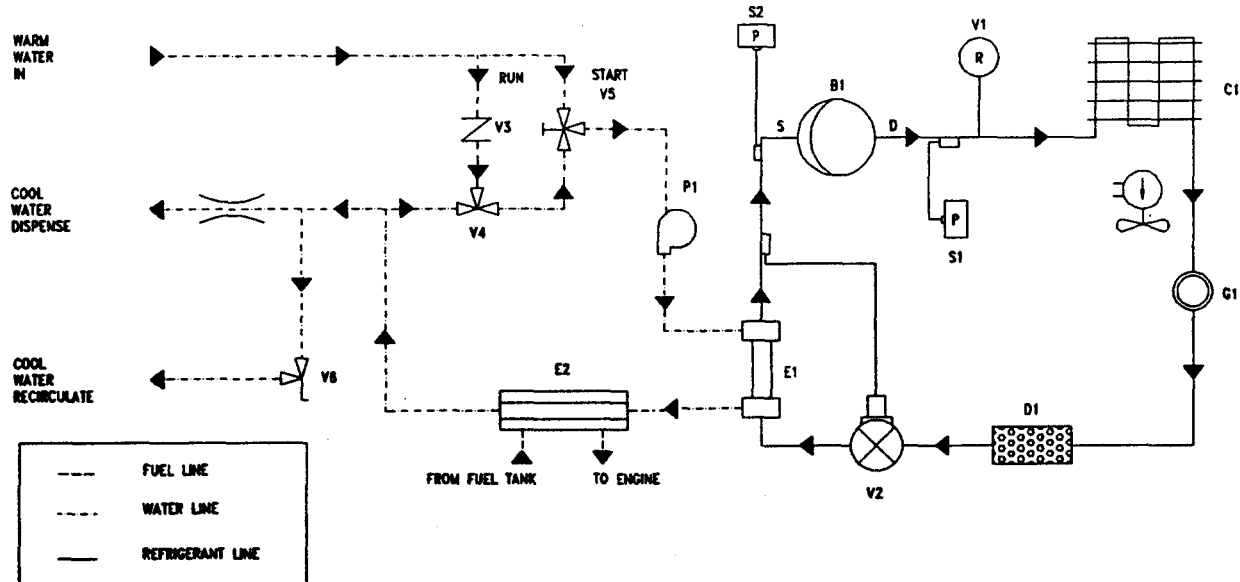 WARM
WATER
IN
RUN
START
V5
V3
V4
COOL
WATER
DISPENSE
COOL
WATER
RECIRCULATE
V6
P1
E2
FROM FUEL TANK
TO ENGINE
S2
P
V1
R
B1
S
D
C1
P
S1
G1
E1
D1
V2
FUEL LINE
WATER LINE
REFRIGERANT LINE